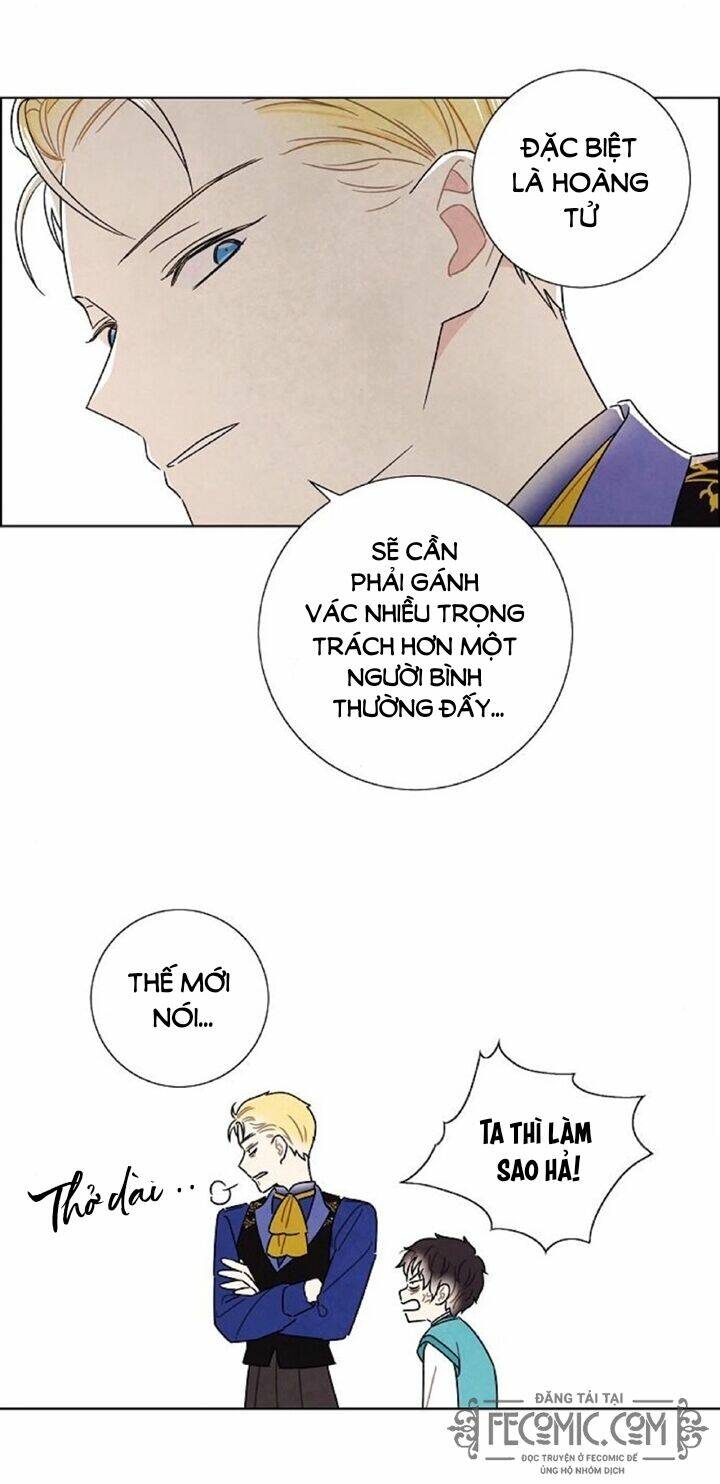 ĐẶC BIỆT
LÀ HOÀNG
TỬ
SẼ CẦN
PHẢI GÁNH
VÁC NHIỀU TRỌNG
TRÁCH HƠN MỘT
NGƯỜI BÌNH
THƯỜNG ĐẤY...
THẾ MỚI
NÓI...
TA THÌ LÀM
SAO HẢ!
Thở dài . .
ĐĂNG TẢI TẠI
FECOMIC.COM
ĐỌC TRUYỆN Ở FECOMIC ĐỂ
ỦNG HỘ NHÓM DỊCH